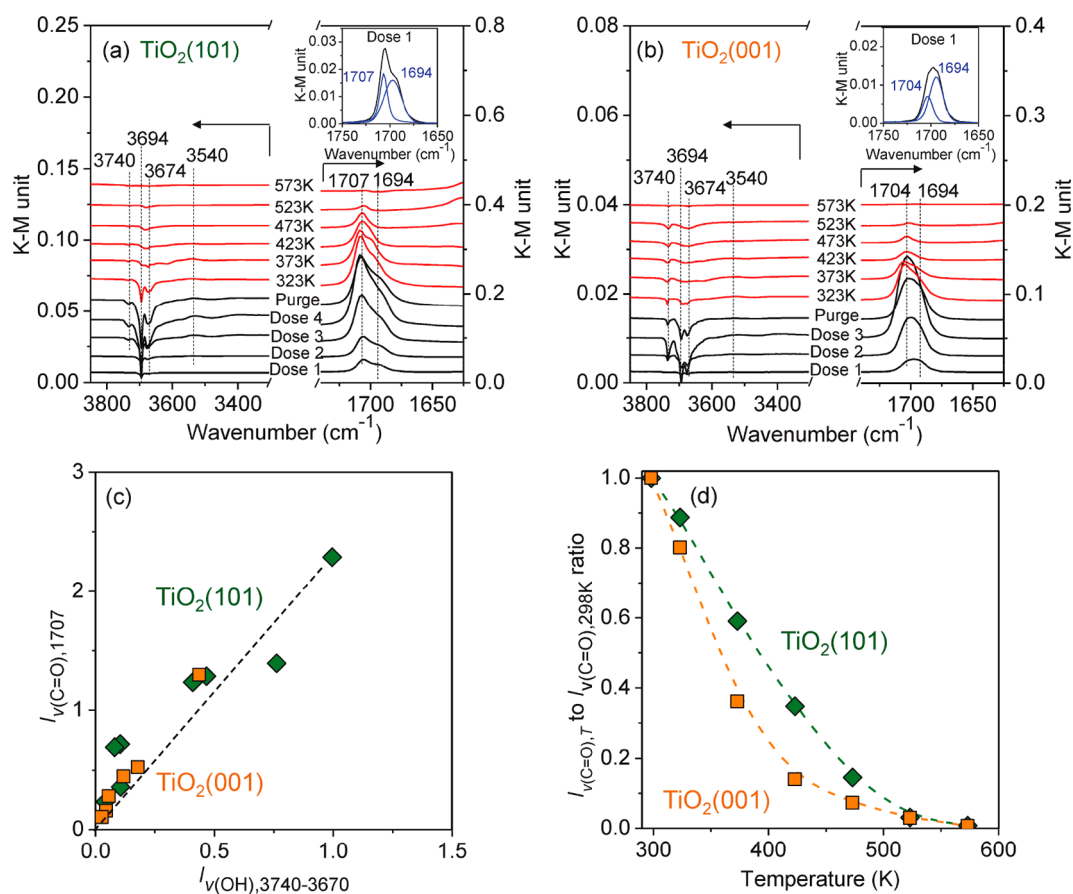 (a) TiO2(101)
K-M unit
0.25
0.20
0.15
0.10
0.05
0.00
0.8
0.6
0.4
0.2
0.0
K-M unit
Dose 1
K-M unit
0.03
0.02
0.01
0.00
1707
1694
1750 1700 1650
Wavenumber (cm-1)
3740
3694
3674
3540
1707 1694
573K
523K
473K
423K
373K
323K
Purge
Dose 4
Dose 3
Dose 2
Dose 1
3800 3600 3400 1700 1650
Wavenumber (cm-1)
(b) TiO2(001)
K-M unit
0.08
0.06
0.04
0.02
0.00
0.4
0.3
0.2
0.1
0.0
K-M unit
Dose 1
K-M unit
0.02
0.01
0.00
1704
1694
1750 1700 1650
Wavenumber (cm-1)
3740
3694
3674
3540
1704 1694
573K
523K
473K
423K
373K
323K
Purge
Dose 3
Dose 2
Dose 1
3800 3600 3400 1700 1650
Wavenumber (cm-1)
(c)
TiO2(101)
TiO2(001)
Iv(C=O),1707
3
2
1
0
0.0 0.5 1.0 1.5
Iv(OH),3740-3670
(d)
TiO2(101)
TiO2(001)
Iv(C=O),T to Iv(C=O),298K ratio
1.0
0.8
0.6
0.4
0.2
0.0
300 400 500 600
Temperature (K)